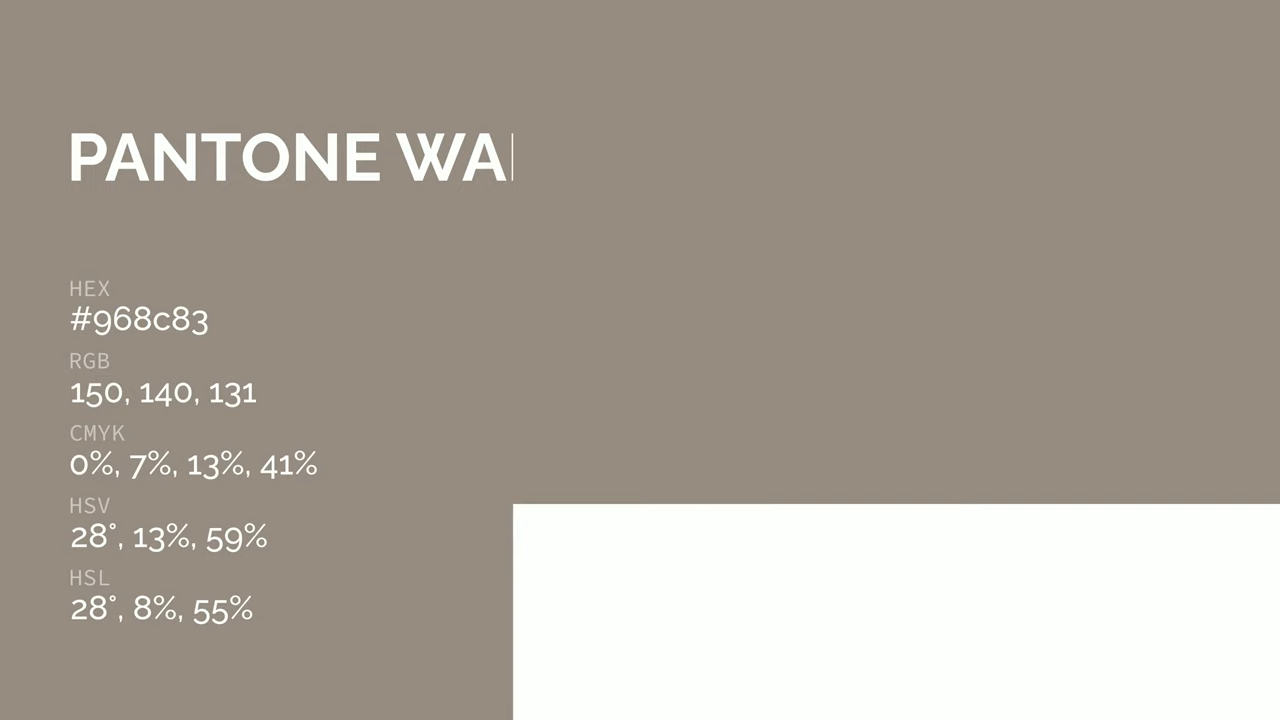 PANTONE WA
HEX
#968c83
RGB
150, 140, 131
CMYK
0%, 7%, 13%, 41%
HSV
28°, 13%, 59%
HSL
28°, 8%, 55%